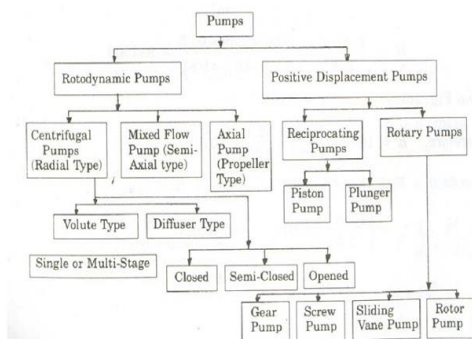 Pumps
Rotodynamic Pumps
Positive Displacement Pumps
Centrifugal
Pumps
(Radial Type)
Mixed Flow
Pump (Semi-
Axial type)
Axial
Pump
(Propeller
Type)
Reciprocating
Pumps
Rotary Pumps
Piston
Pump
Plunger
Pump
Volute Type
Diffuser Type
Single or Multi-Stage
Closed
Semi-Closed
Opened
Gear
Pump
Screw
Pump
Sliding
Vane Pump
Rotor
Pump